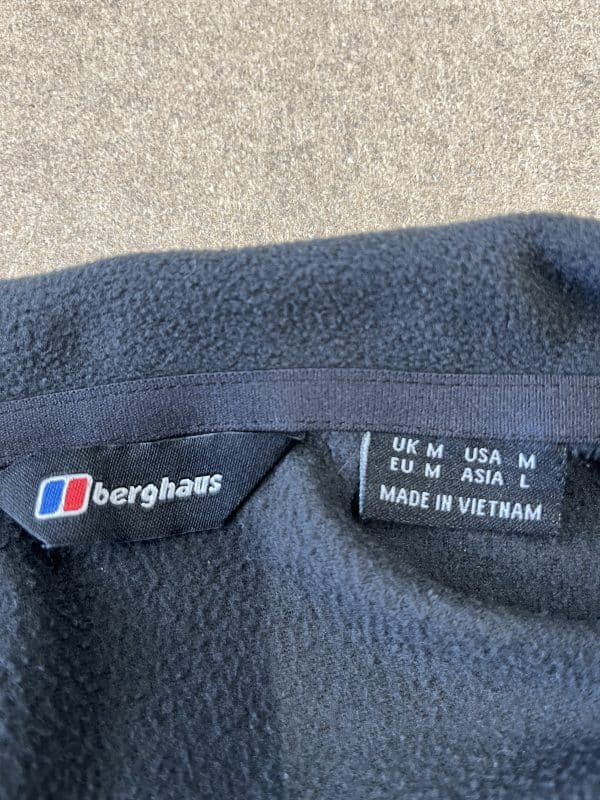 berghaus
UK M USA M
EU M ASIA L
MADE IN VIETNAM